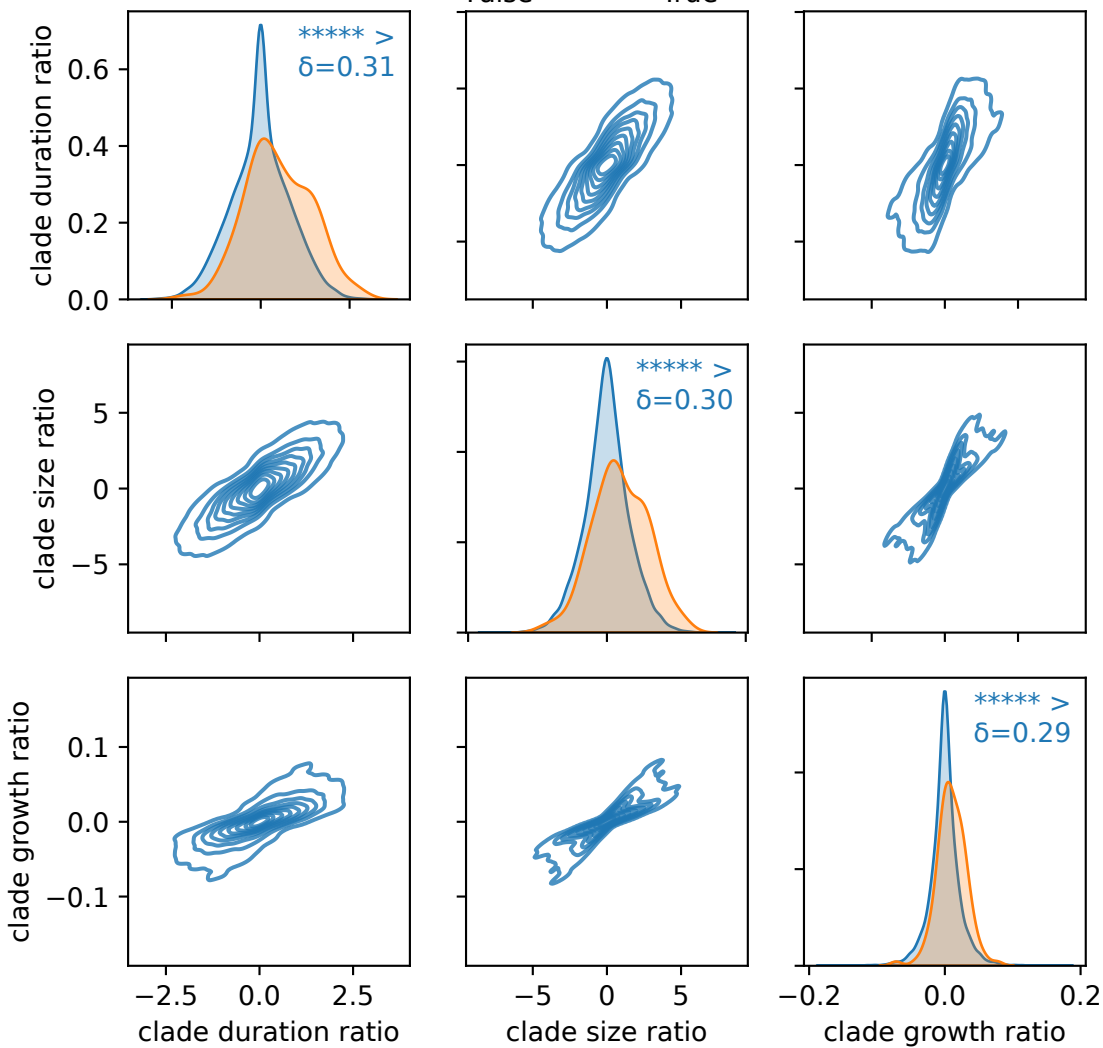 clade duration ratio
0.6
0.4
0.2
0.0
***** >
δ=0.31
clade size ratio
5
0
−5
***** >
δ=0.30
clade growth ratio
0.1
0.0
−0.1
***** >
δ=0.29
−2.5 0.0 2.5
−5 0 5
−0.2 0.0 0.2
clade duration ratio
clade size ratio
clade growth ratio